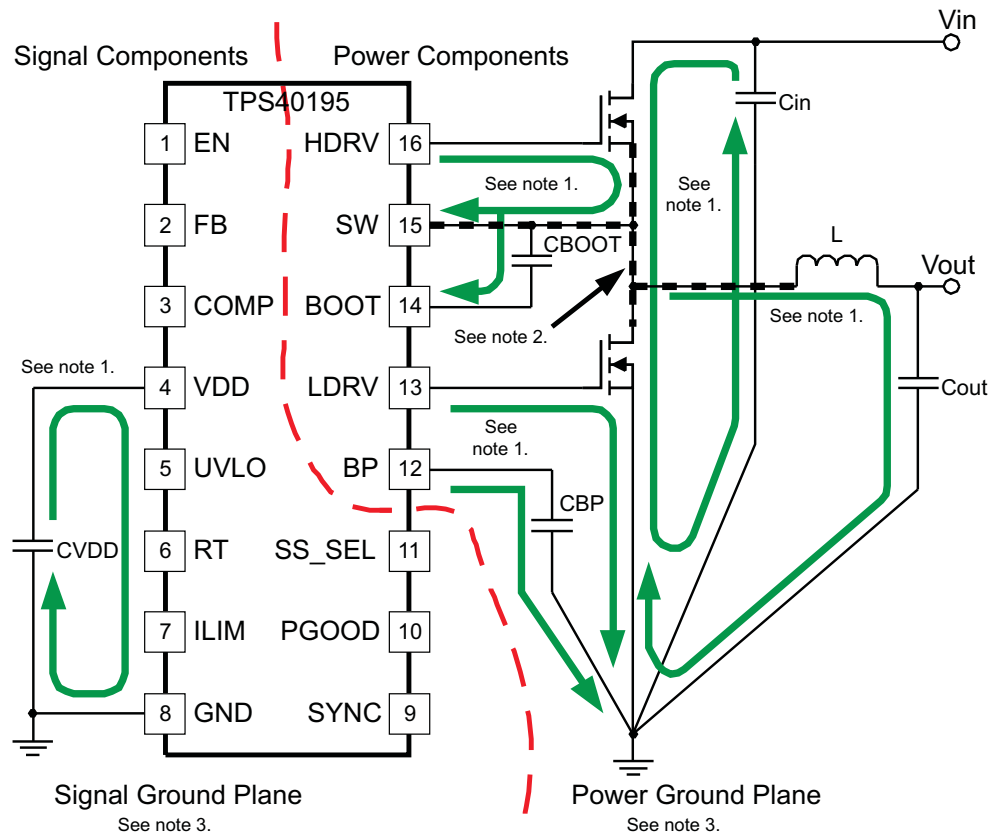 Vin
Signal Components
Power Components
TPS40195
Cin
1 EN
HDRV 16
See note 1.
See
note 1.
2 FB
SW 15
CBOOT
L
Vout
3 COMP
BOOT 14
See note 1.
See note 2.
See note 1.
4 VDD
LDRV 13
Cout
See
note 1.
5 UVLO
BP 12
CBP
CVDD
6 RT
SS_SEL 11
7 ILIM
PGOOD 10
8 GND
SYNC 9
Signal Ground Plane
See note 3.
Power Ground Plane
See note 3.